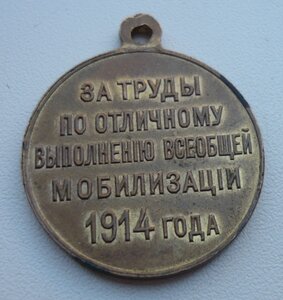 ЗА ТРУДЫ
ПО ОТЛИЧНОМУ
ВЫПОЛНЕНІЮ ВСЕОБЩЕЙ
МОБИЛИЗАЦІИ
1914 ГОДА